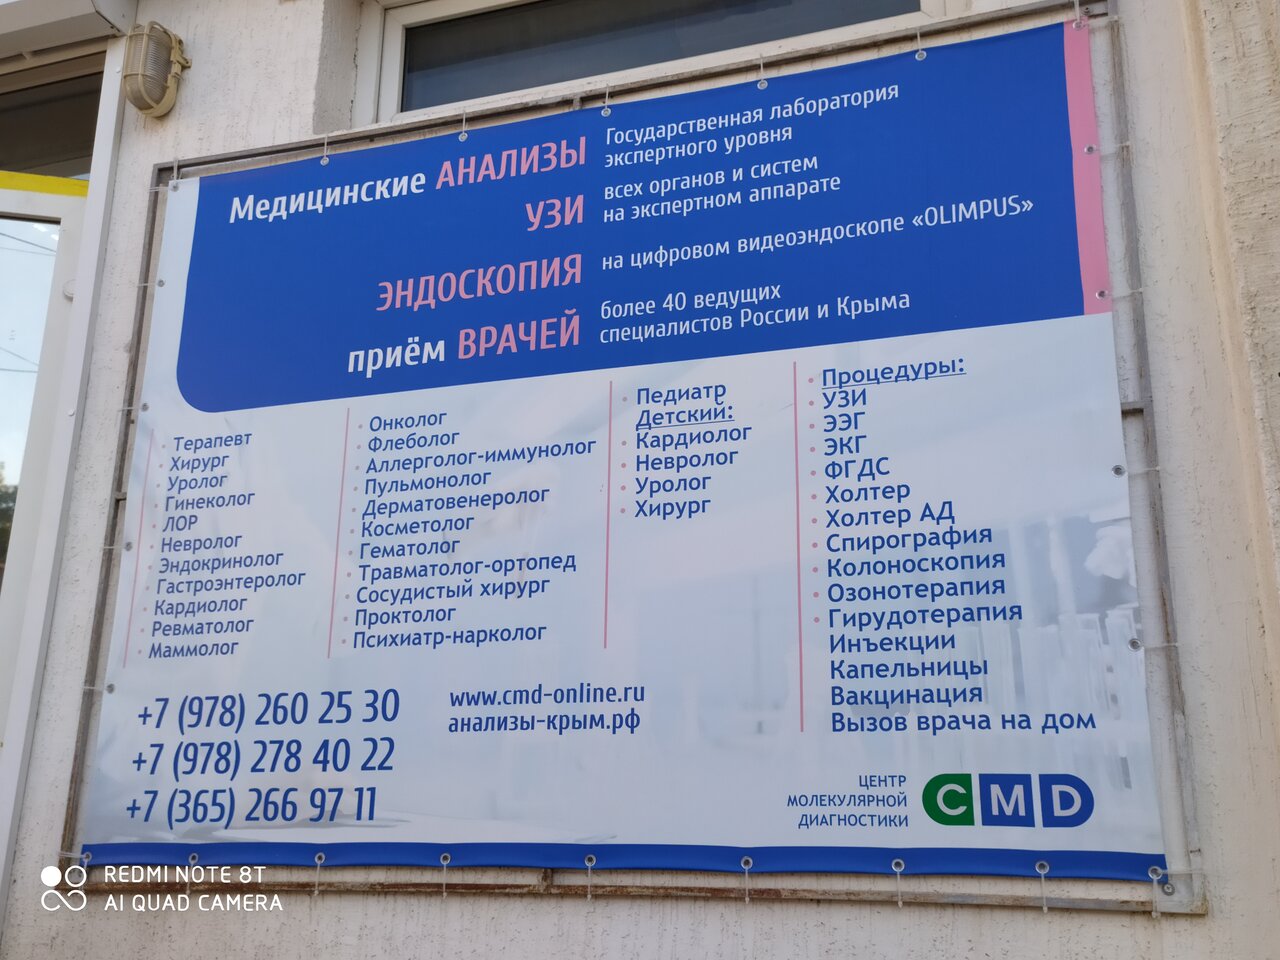 Медицинские АНАЛИЗЫ
Государственная лаборатория
экспертного уровня
УЗИ
всех органов и систем
на экспертном аппарате
ЭНДОСКОПИЯ
на цифровом видеоэндоскопе «OLIMPUS»
приём ВРАЧЕЙ
более 40 ведущих
специалистов России и Крыма
Терапевт
Хирург
Уролог
Гинеколог
ЛОР
Невролог
Эндокринолог
Гастроэнтеролог
Кардиолог
Ревматолог
Маммолог
Онколог
Флеболог
Аллерголог-иммунолог
Пульмонолог
Дерматовенеролог
Косметолог
Гематолог
Травматолог-ортопед
Сосудистый хирург
Проктолог
Психиатр-нарколог
Педиатр
Детский:
Кардиолог
Невролог
Уролог
Хирург
Процедуры:
УЗИ
ЭЭГ
ЭКГ
ФГДС
Холтер
Холтер АД
Спирография
Колоноскопия
Озонотерапия
Гирудотерапия
Инъекции
Капельницы
Вакцинация
Вызов врача на дом
+7 (978) 260 25 30
+7 (978) 278 40 22
+7 (365) 266 97 11
www.cmd-online.ru
анализы-крым.рф
ЦЕНТР
МОЛЕКУЛЯРНОЙ
ДИАГНОСТИКИ
CMD
REDMI NOTE 8T
AI QUAD CAMERA